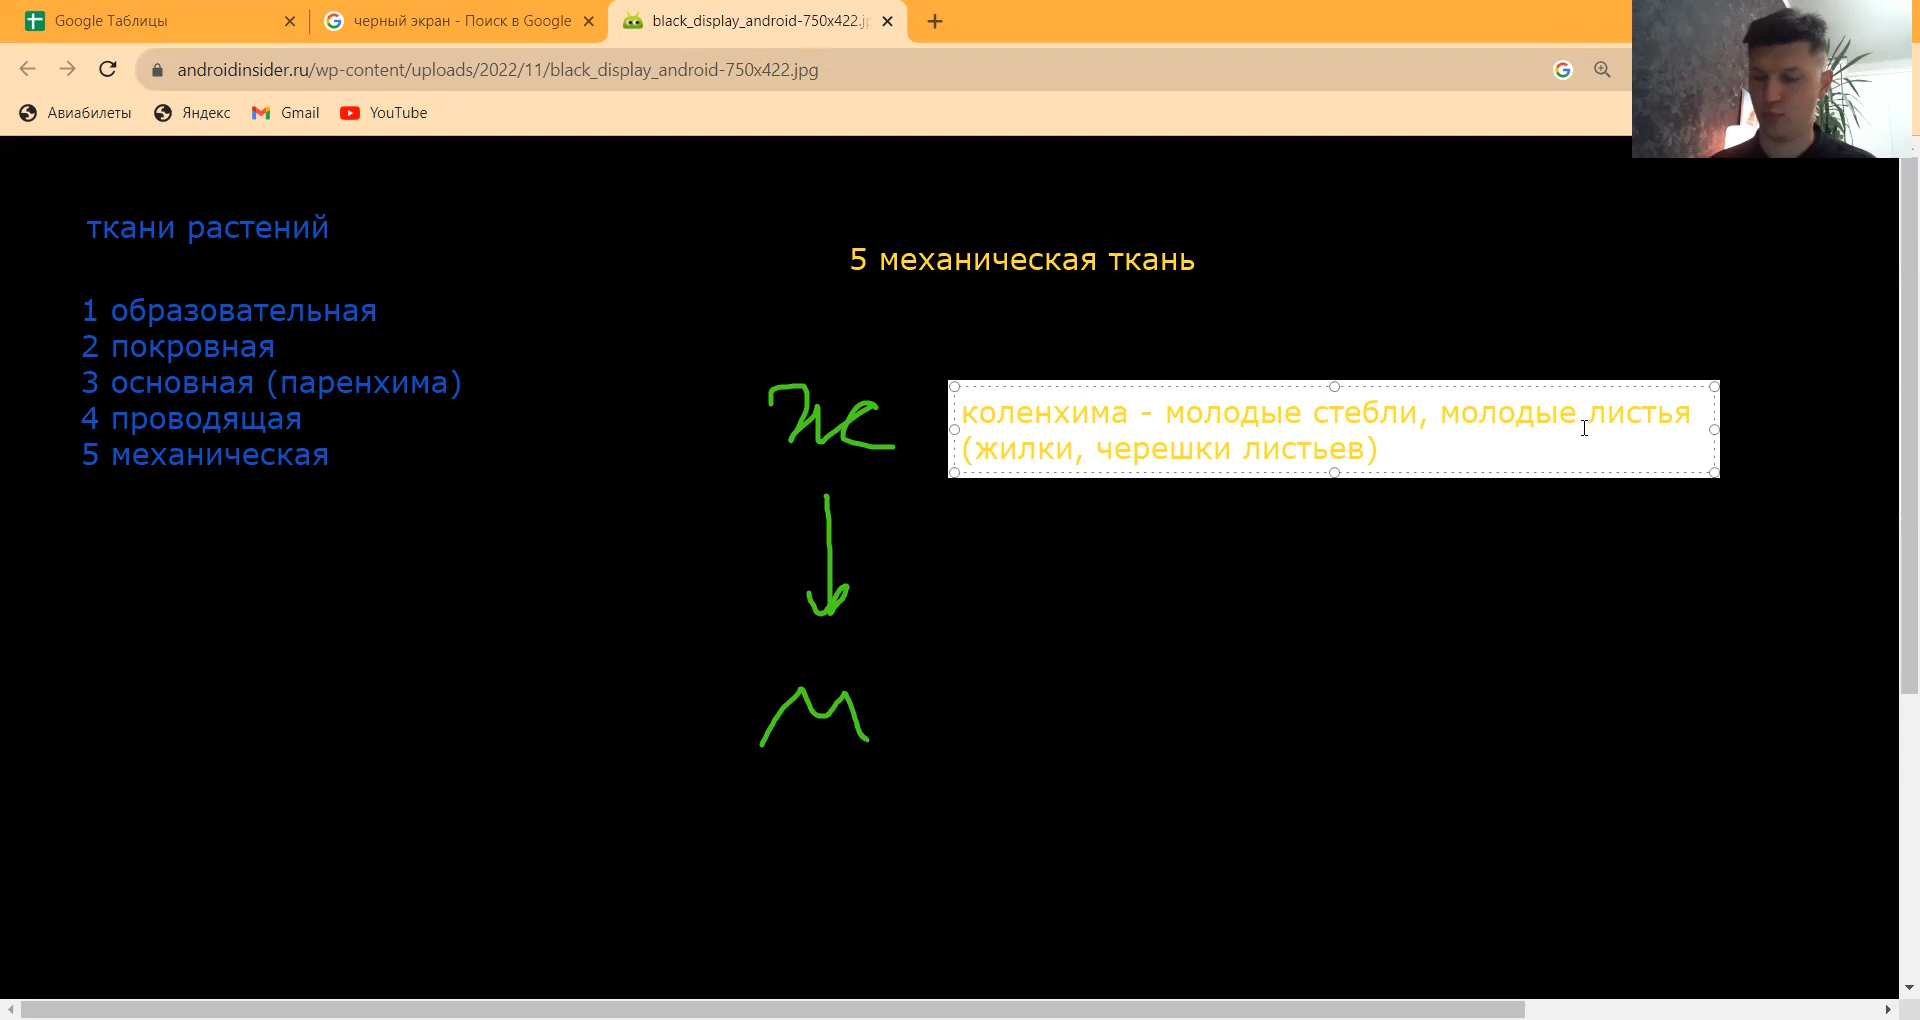 Google Таблицы
черный экран - Поиск в Google
black_display_android-750x422.j
androidinsider.ru/wp-content/uploads/2022/11/black_display_android-750x422.jpg
Авиабилеты
Яндекс
Gmail
YouTube
ткани растений
5 механическая ткань
1 образовательная
2 покровная
3 основная (паренхима)
4 проводящая
5 механическая
Ж
коленхима - молодые стебли, молодые листья
(жилки, черешки листьев)
М